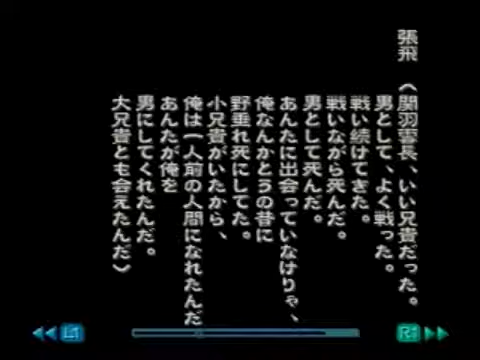 張飛　（関羽雲長、いい兄貴だった。
男として、よく戦った。
戦い続けてきた。
戦いながら死んだ。
男として死んだ。
あんたに出会っていなけりゃ、
俺なんかとうの昔に
野垂れ死にしてた。
小兄貴がいたから、
俺は一人前の人間になれたんだ
あんたが俺を
男にしてくれたんだ。
大兄貴とも会えたんだ）
L1
R1